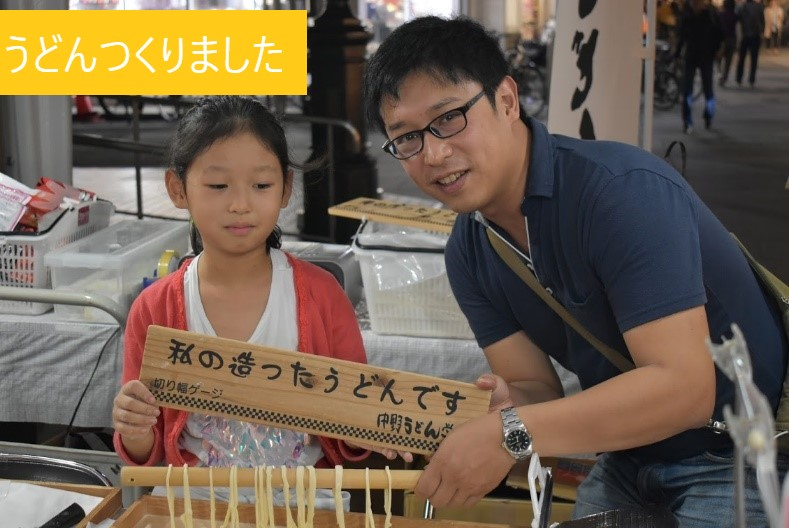 うどんつくりました
私の造ったうどんです
切り幅ゲージ
中野うどん学